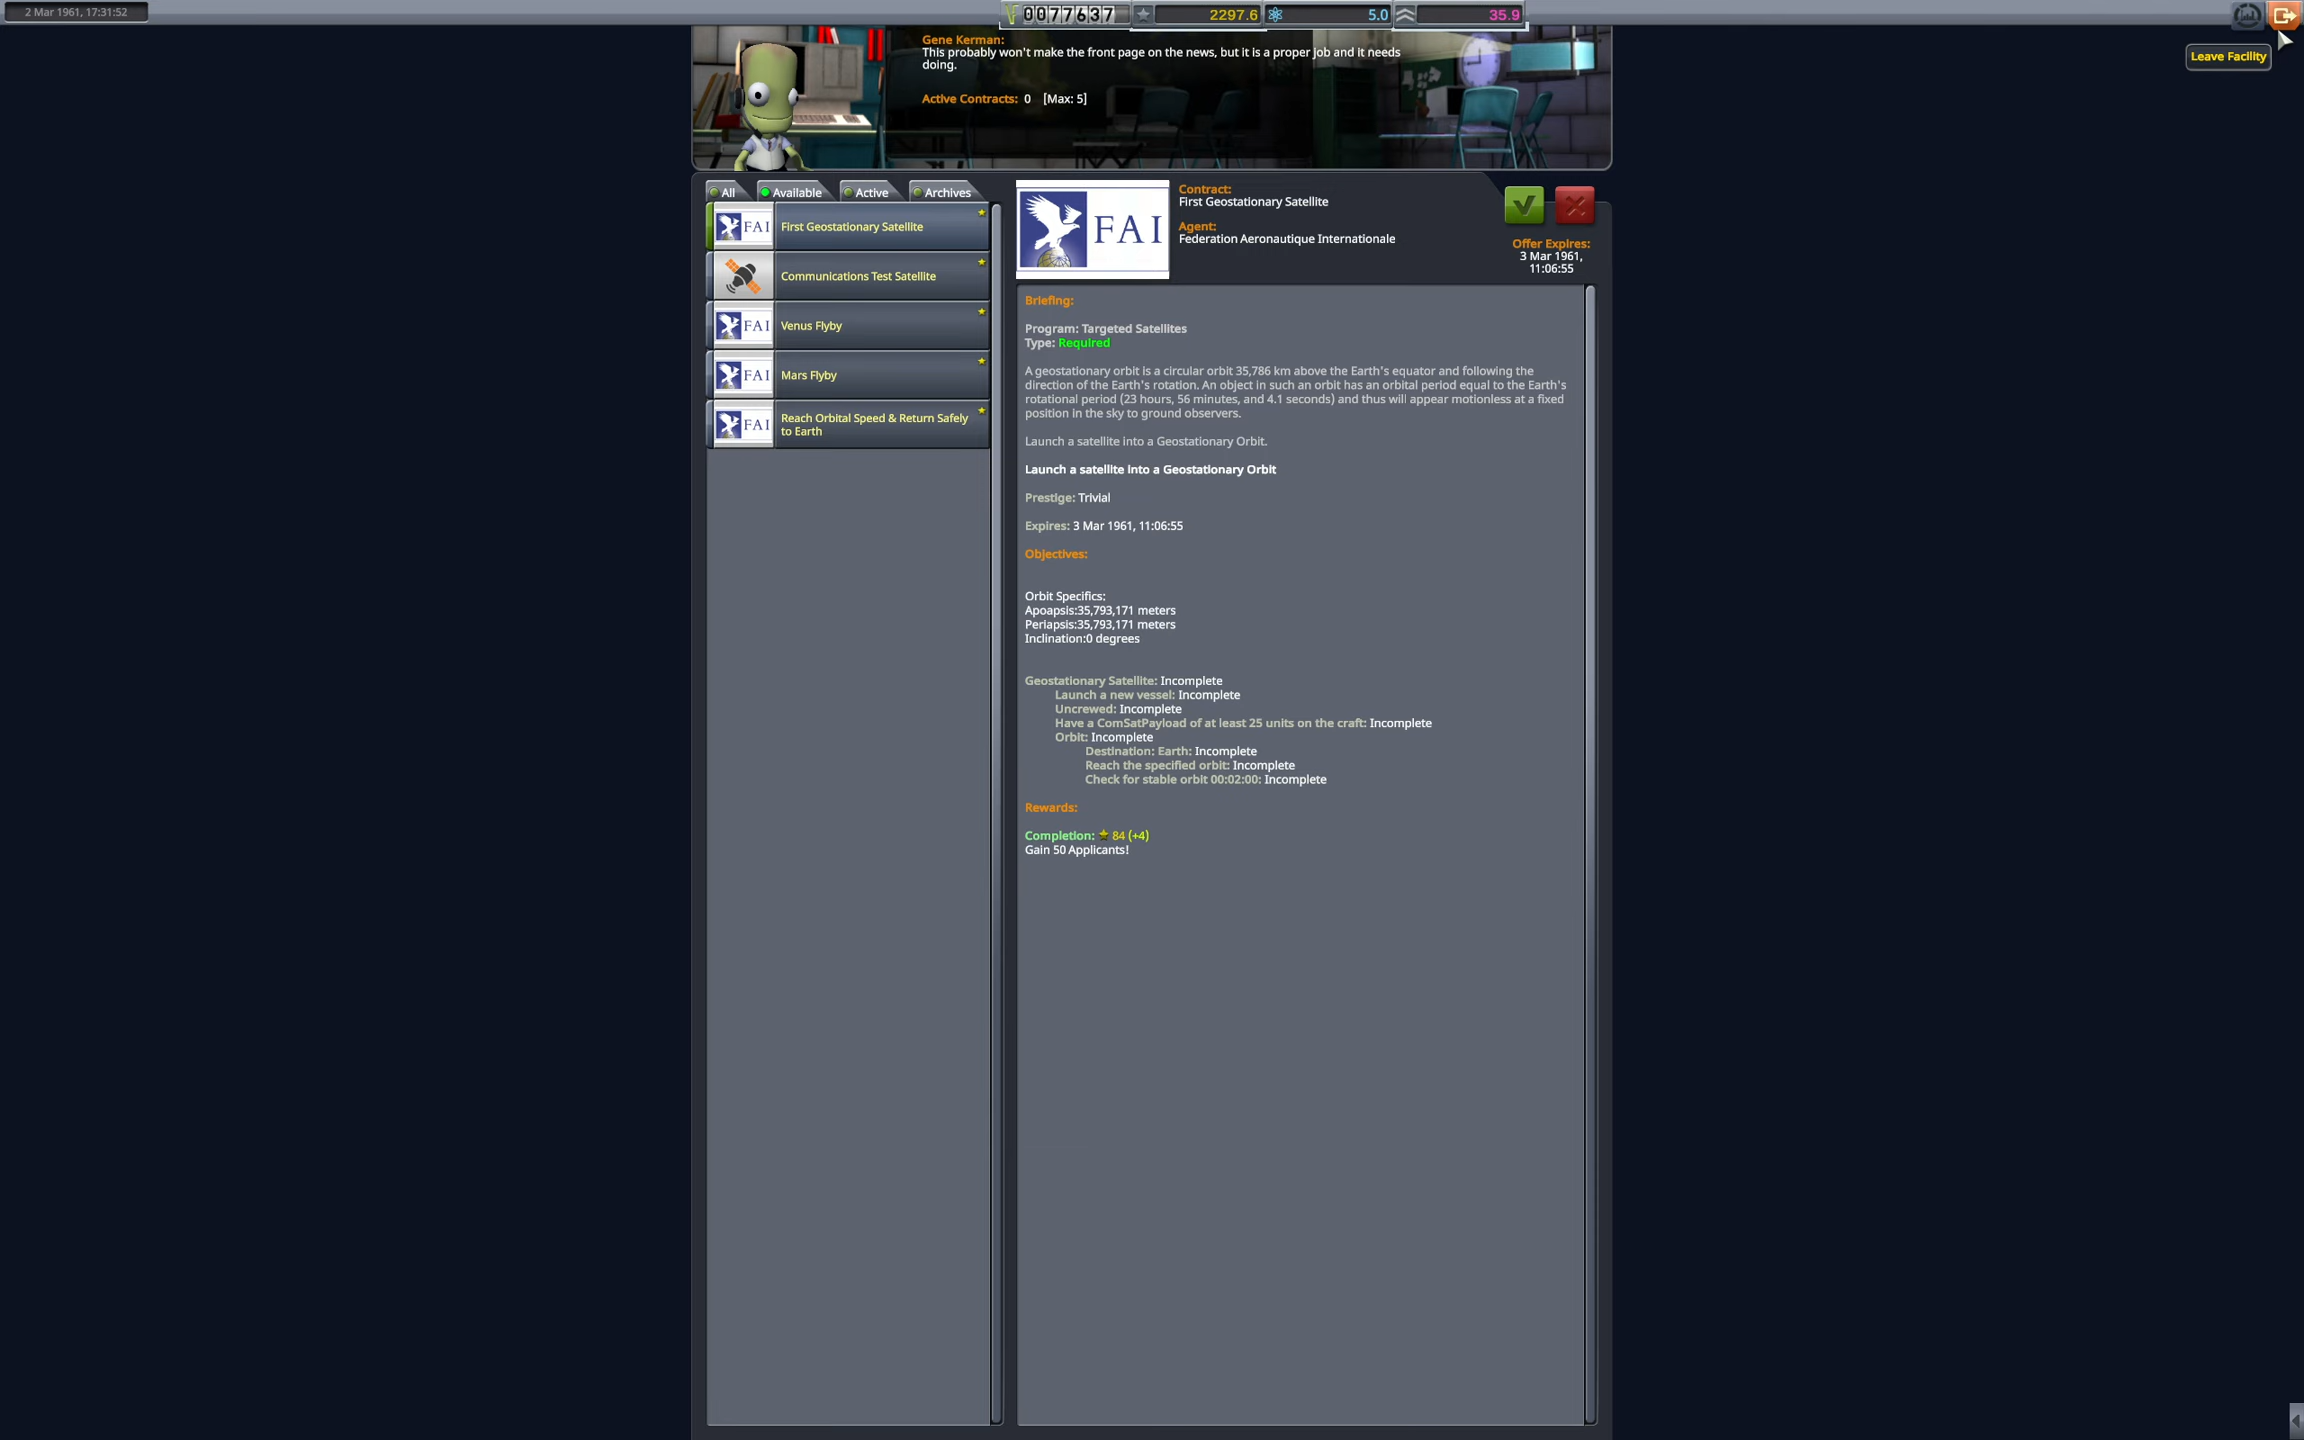 2 Mar 1961, 17:31:52
0077637
2297.6
5.0
35.9
Leave Facility
Gene Kerman:
This probably won't make the front page on the news, but it is a proper job and it needs
doing.
Active Contracts: 0 [Max: 5]
All
Available
Active
Archives
FAI
First Geostationary Satellite
Communications Test Satellite
FAI
Venus Flyby
FAI
Mars Flyby
FAI
Reach Orbital Speed & Return Safely
to Earth
FAI
Contract:
First Geostationary Satellite
Agent:
Federation Aeronautique Internationale
Offer Expires:
3 Mar 1961,
11:06:55
Briefing:
Program: Targeted Satellites
Type: Required
A geostationary orbit is a circular orbit 35,786 km above the Earth's equator and following the
direction of the Earth's rotation. An object in such an orbit has an orbital period equal to the Earth's
rotational period (23 hours, 56 minutes, and 4.1 seconds) and thus will appear motionless at a fixed
position in the sky to ground observers.
Launch a satellite into a Geostationary Orbit.
Launch a satellite into a Geostationary Orbit
Prestige: Trivial
Expires: 3 Mar 1961, 11:06:55
Objectives:
Orbit Specifics:
Apoapsis:35,793,171 meters
Periapsis:35,793,171 meters
Inclination:0 degrees
Geostationary Satellite: Incomplete
Launch a new vessel: Incomplete
Uncrewed: Incomplete
Have a ComSatPayload of at least 25 units on the craft: Incomplete
Orbit: Incomplete
Destination: Earth: Incomplete
Reach the specified orbit: Incomplete
Check for stable orbit 00:02:00: Incomplete
Rewards:
Completion: 84 (+4)
Gain 50 Applicants!